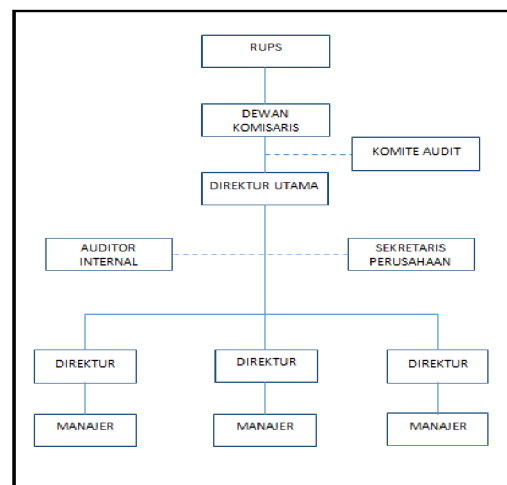 RUPS
DEWAN
KOMISARIS
KOMITE AUDIT
DIREKTUR UTAMA
AUDITOR
INTERNAL
SEKRETARIS
PERUSAHAAN
DIREKTUR
DIREKTUR
DIREKTUR
MANAJER
MANAJER
MANAJER